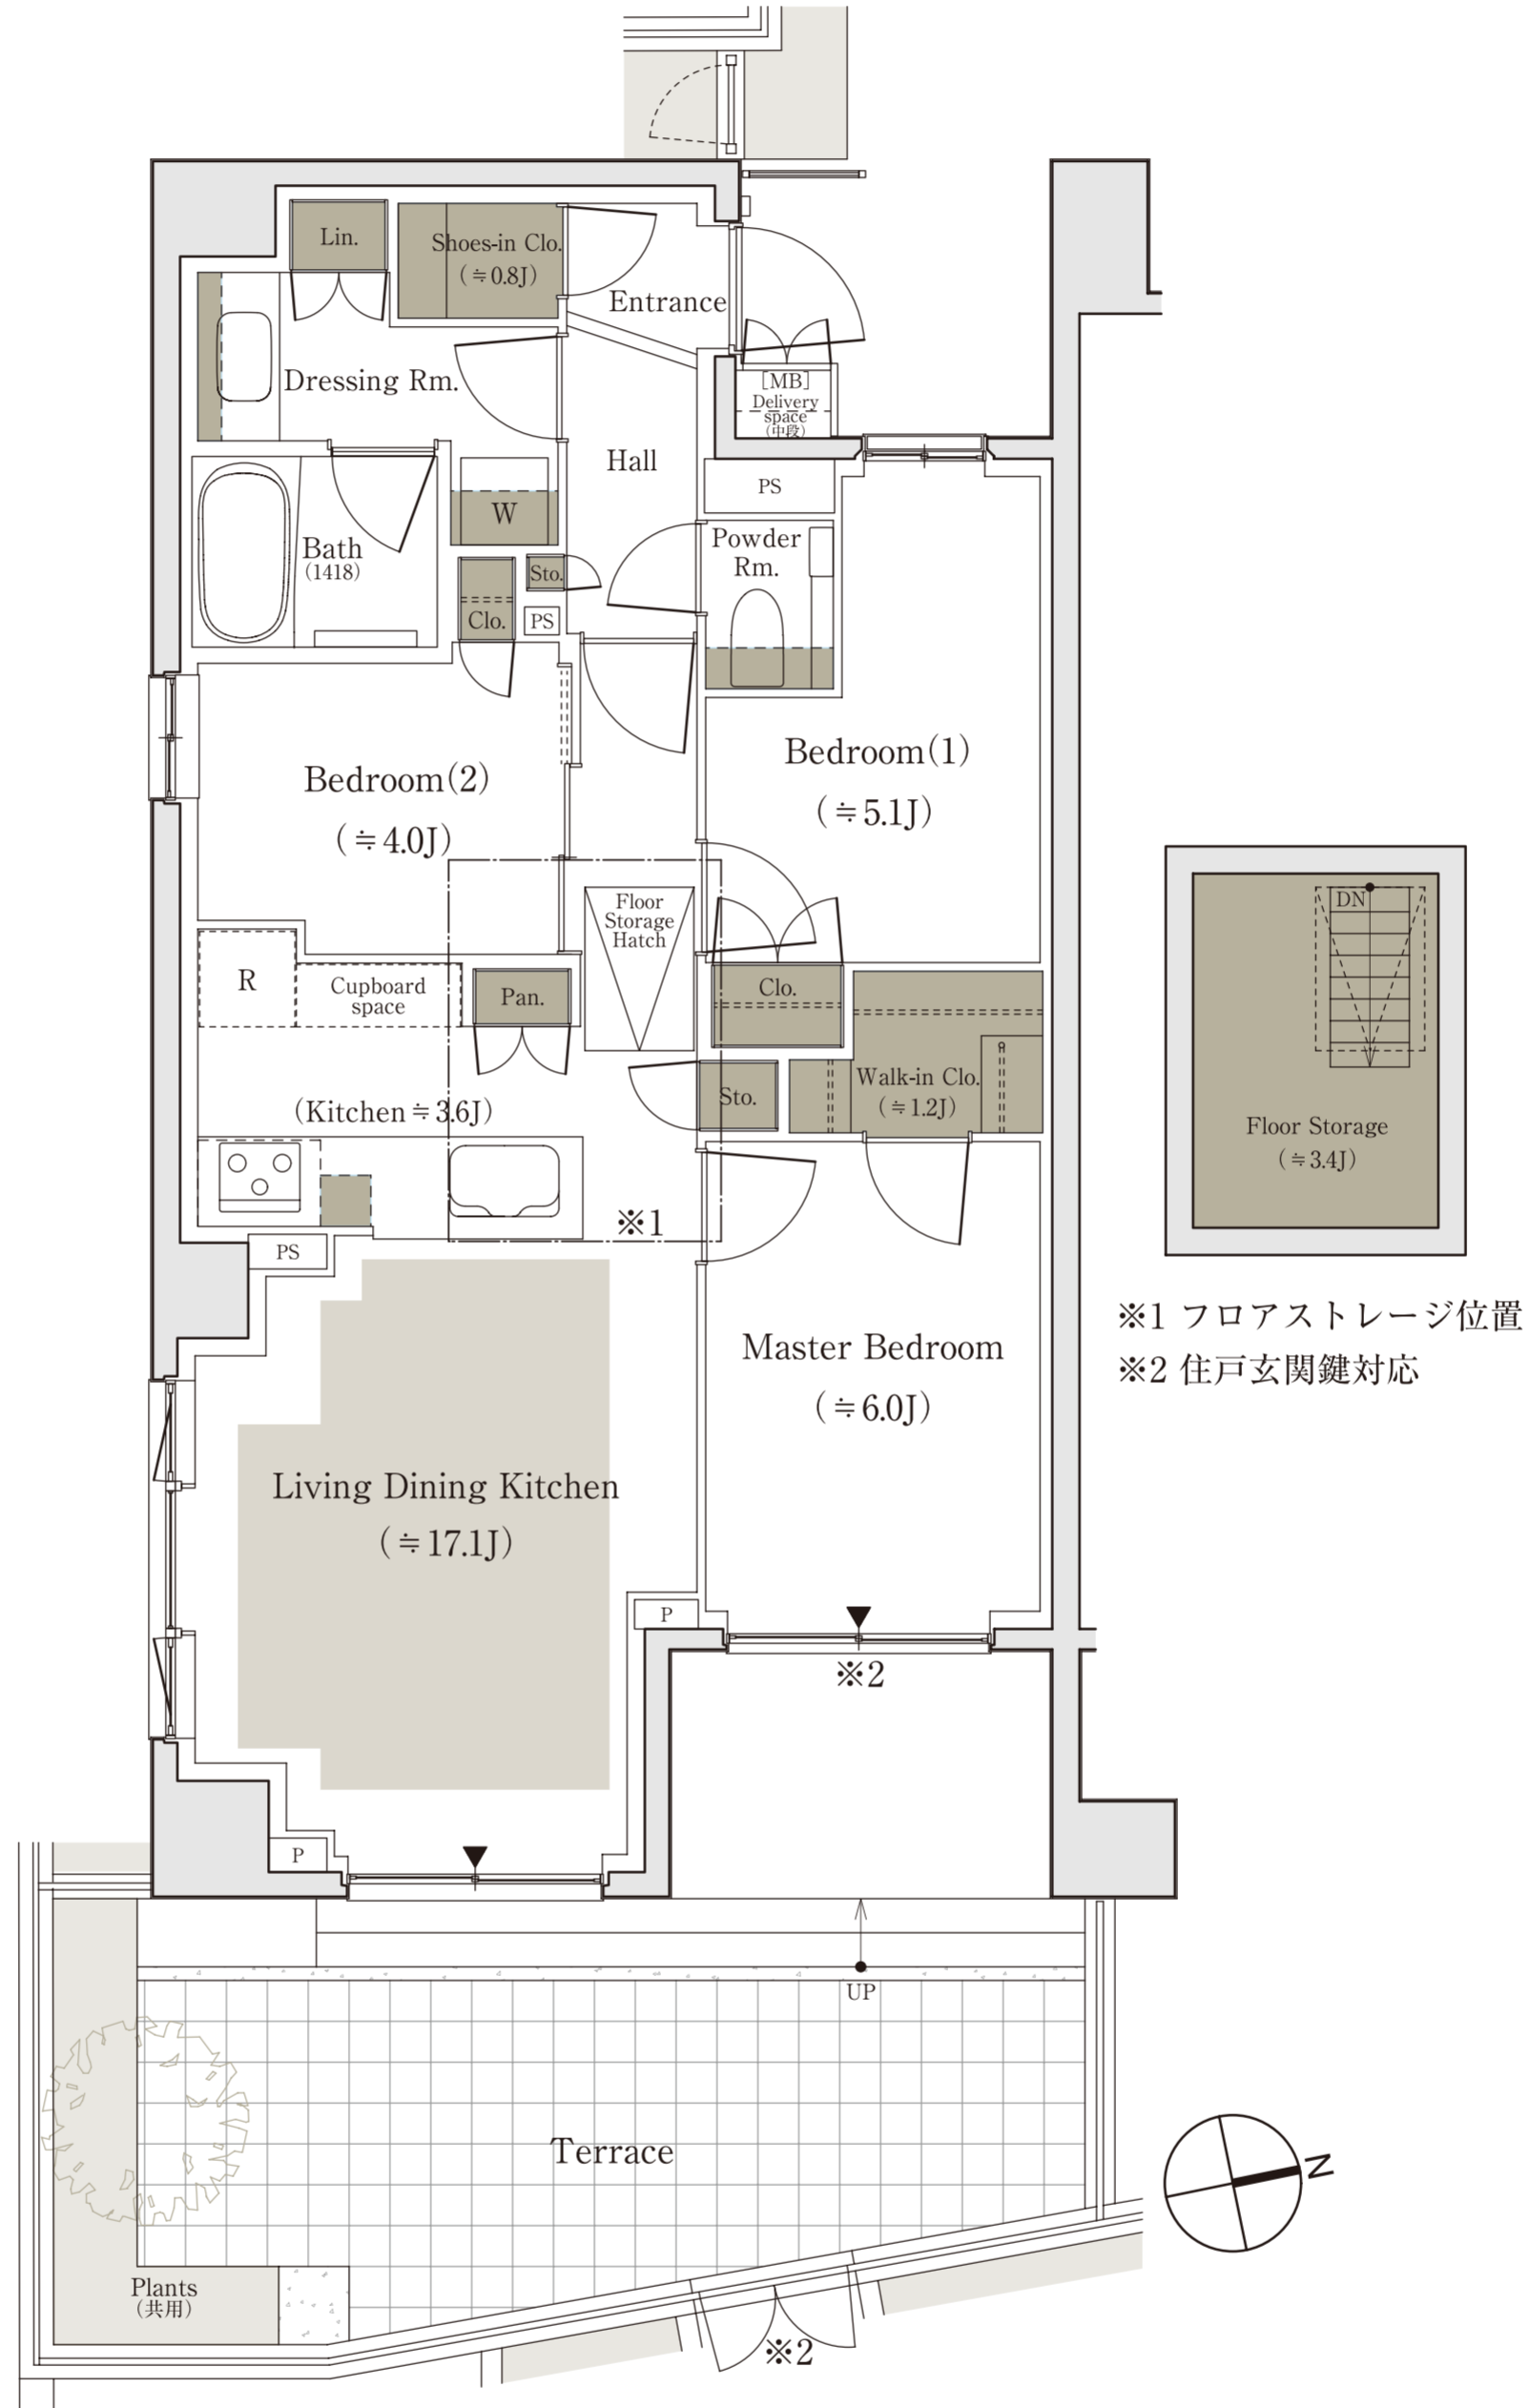 Lin.
Shoes-in Clo.
(≒0.8J)
Entrance
Dressing Rm.
[MB]
Delivery
space
(中段)
Hall
PS
W
Powder
Rm.
Bath
(1418)
Sto.
Clo.
PS
Bedroom(1)
(≒5.1J)
Bedroom(2)
(≒4.0J)
Floor
Storage
Hatch
DN
R
Cupboard
space
Pan.
Clo.
Walk-in Clo.
(≒1.2J)
Sto.
(Kitchen≒3.6J)
Floor Storage
(≒3.4J)
※1
PS
※1 フロアストレージ位置
※2 住戸玄関鍵対応
Master Bedroom
(≒6.0J)
Living Dining Kitchen
(≒17.1J)
P
※2
P
UP
Terrace
N
Plants
(共用)
※2